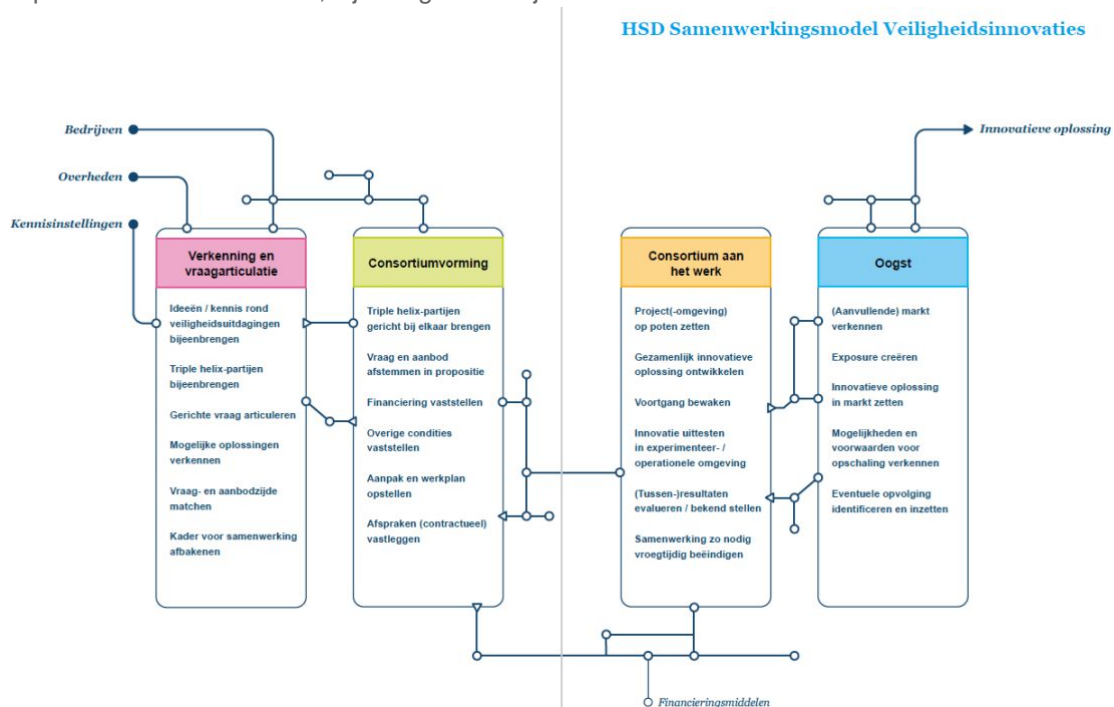 HSD Samenwerkingsmodel Veiligheidsinnovaties
Bedrijven
Overheden
Kennisinstellingen
Innovatieve oplossing
Verkenning en
vraagarticulatie
Ideeën / kennis rond
veiligheidsuitdagingen
bijeenbrengen
Triple helix-partijen
bijeenbrengen
Gerichte vraag articuleren
Mogelijke oplossingen
verkennen
Vraag- en aanbodzijde
matchen
Kader voor samenwerking
afbakenen
Consortiumvorming
Triple helix-partijen
gericht bij elkaar brengen
Vraag en aanbod
afstemmen in propositie
Financiering vaststellen
Overige condities
vaststellen
Aanpak en werkplan
opstellen
Afspraken (contractueel)
vastleggen
Consortium aan
het werk
Project(-omgeving)
op poten zetten
Gezamenlijk innovatieve
oplossing ontwikkelen
Voortgang bewaken
Innovatie uittesten
in experimenteer- /
operationele omgeving
(Tussen-)resultaten
evalueren / bekend stellen
Samenwerking zo nodig
vroegtijdig beëindigen
Oogst
(Aanvullende) markt
verkennen
Exposure creëren
Innovatieve oplossing
in markt zetten
Mogelijkheden en
voorwaarden voor
opschaling verkennen
Eventuele opvolging
identificeren en inzetten
Financieringsmiddelen